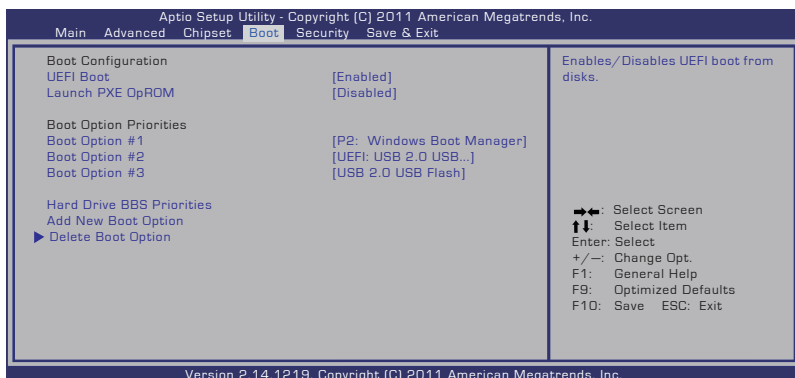 Aptio Setup Utility - Copyright (C) 2011 American Megatrends, Inc.
Main Advanced Chipset Boot Security Save & Exit
Boot Configuration
UEFI Boot [Enabled]
Launch PXE OpROM [Disabled]
Boot Option Priorities
Boot Option #1 [P2: Windows Boot Manager]
Boot Option #2 [UEFI: USB 2.0 USB...]
Boot Option #3 [USB 2.0 USB Flash]
Hard Drive BBS Priorities
Add New Boot Option
Delete Boot Option
Enables/Disables UEFI boot from
disks.
→←: Select Screen
↑↓: Select Item
Enter: Select
+/—: Change Opt.
F1: General Help
F9: Optimized Defaults
F10: Save ESC: Exit
Version 2.14.1219. Copyright (C) 2011 American Megatrends, Inc.